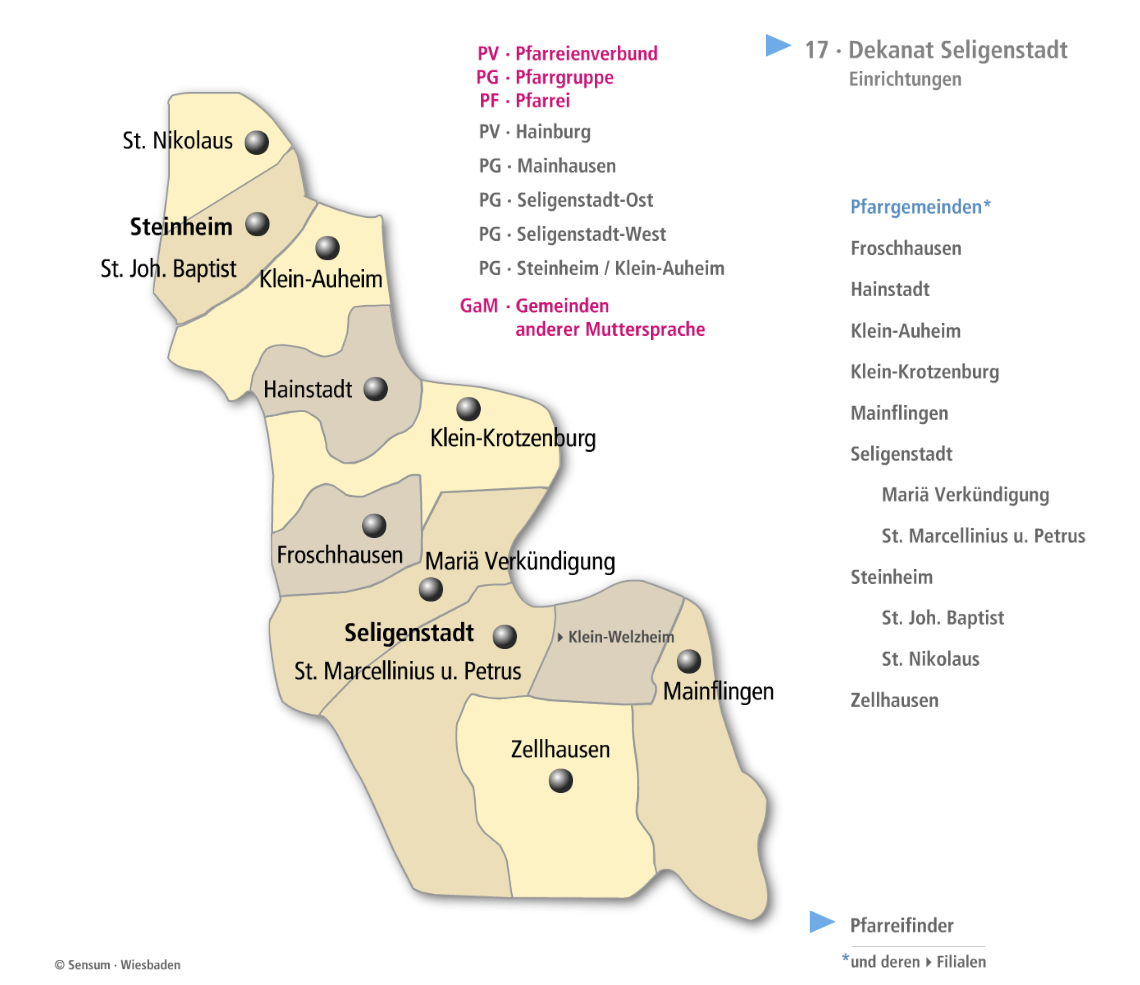 17 · Dekanat Seligenstadt
Einrichtungen
PV · Pfarreienverbund
PG · Pfarrgruppe
PF · Pfarrei
PV · Hainburg
PG · Mainhausen
PG · Seligenstadt-Ost
PG · Seligenstadt-West
PG · Steinheim / Klein-Auheim
GaM · Gemeinden
anderer Muttersprache
St. Nikolaus
Steinheim
St. Joh. Baptist
Klein-Auheim
Hainstadt
Klein-Krotzenburg
Froschhausen
Mariä Verkündigung
Seligenstadt
St. Marcellinius u. Petrus
Klein-Welzheim
Mainflingen
Zellhausen
Pfarrgemeinden*
Froschhausen
Hainstadt
Klein-Auheim
Klein-Krotzenburg
Mainflingen
Seligenstadt
Mariä Verkündigung
St. Marcellinius u. Petrus
Steinheim
St. Joh. Baptist
St. Nikolaus
Zellhausen
Pfarreifinder
*und deren Filialen
© Sensum · Wiesbaden